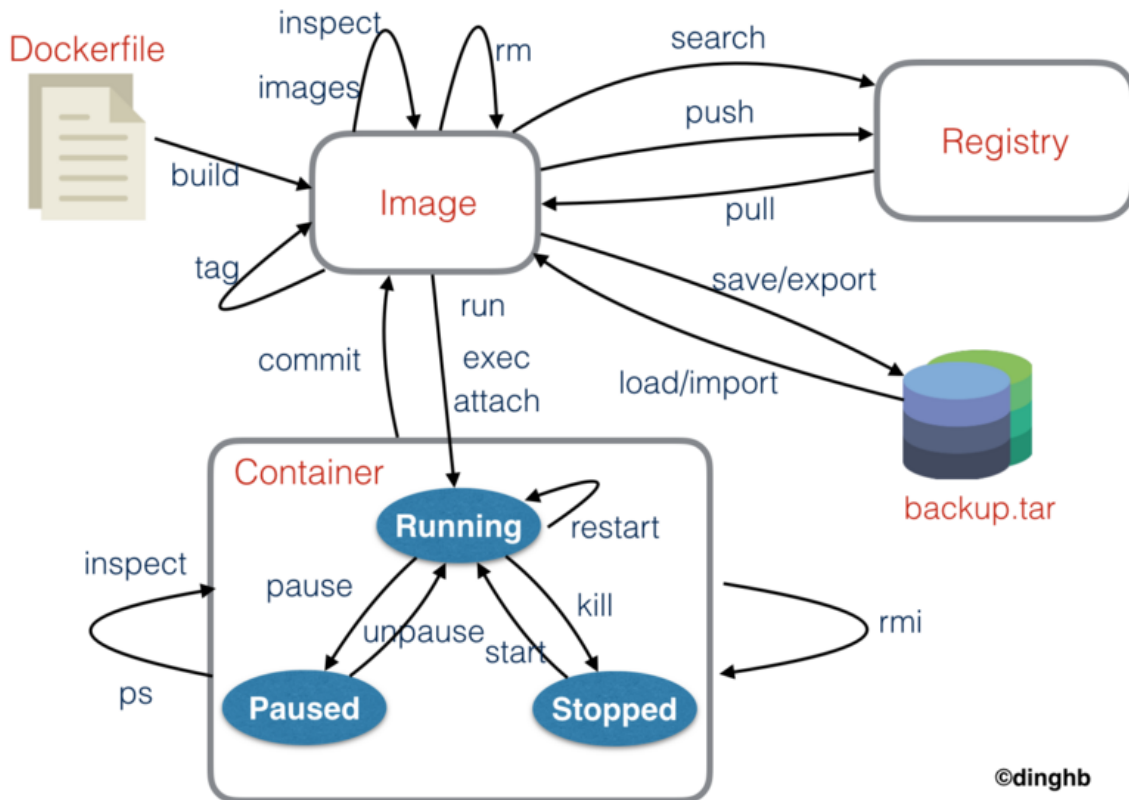 Dockerfile
inspect
rm
search
images
push
Registry
build
Image
pull
tag
save/export
run
commit
exec
load/import
attach
Container
backup.tar
Running
restart
inspect
pause
kill
unpause
start
rmi
ps
Paused
Stopped
©dinghb